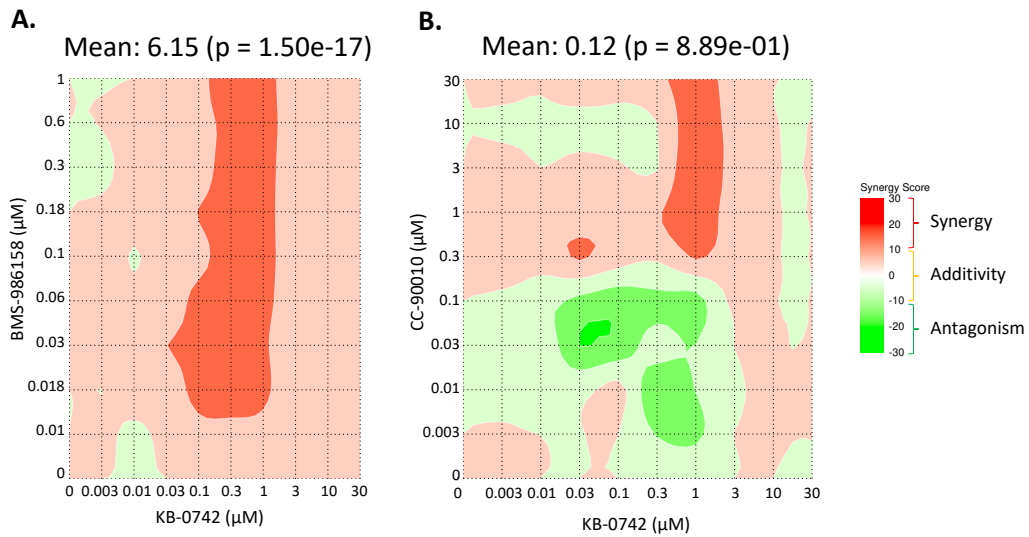 A.
Mean: 6.15 (p = 1.50e-17)
BMS-986158 (µM)
1
0.6
0.3
0.18
0.1
0.06
0.03
0.018
0.01
0
0 0.003 0.01 0.03 0.1 0.3 1 3 10 30
KB-0742 (µM)
B.
Mean: 0.12 (p = 8.89e-01)
CC-90010 (µM)
30
10
3
1
0.3
0.1
0.03
0.01
0.003
0
0 0.003 0.01 0.03 0.1 0.3 1 3 10 30
KB-0742 (µM)
Synergy Score
30
20
10
0
-10
-20
-30
Synergy
Additivity
Antagonism